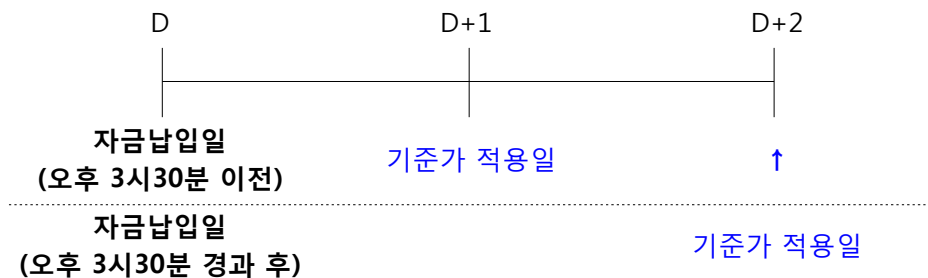 D D+1 D+2
자금납입일
(오후 3시30분 이전)
기준가 적용일
↑
자금납입일
(오후 3시30분 경과 후)
기준가 적용일